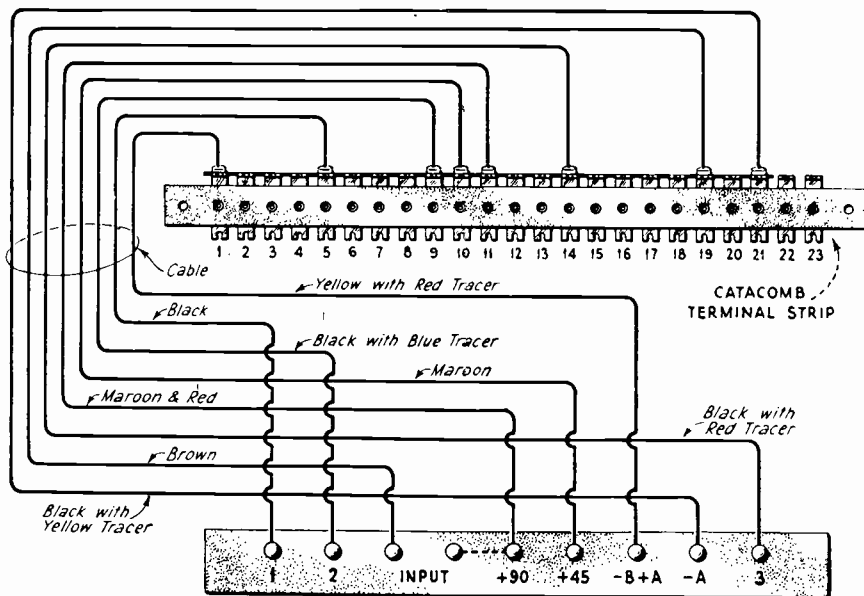 1 2 3 4 5 6 7 8 9 10 11 12 13 14 15 16 17 18 19 20 21 22 23
Cable
CATACOMB
TERMINAL STRIP
Yellow with Red Tracer
Black
Black with Blue Tracer
Maroon
Maroon & Red
Black with
Red Tracer
Brown
Black with
Yellow Tracer
1 2 INPUT +90 +45 -B+A -A 3